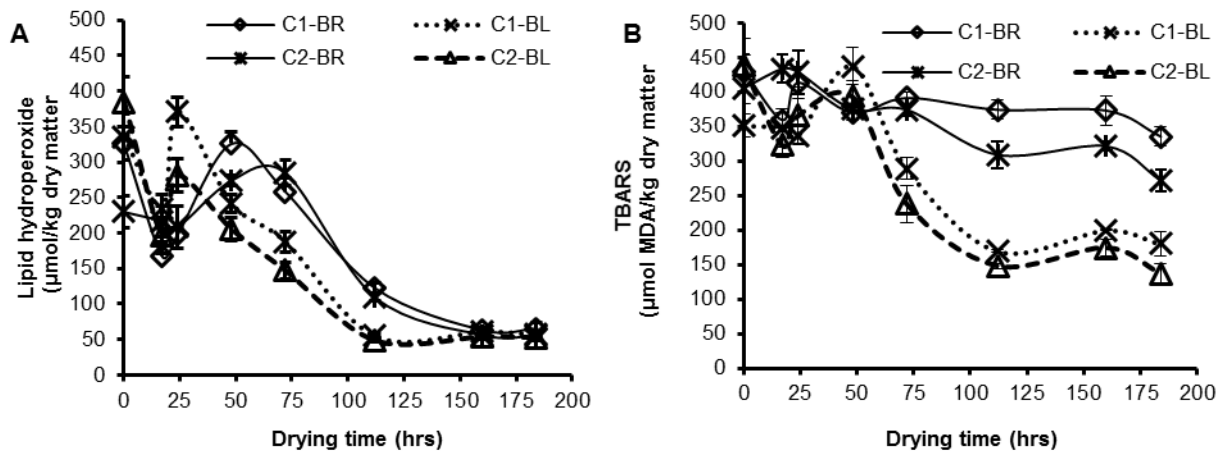 A
C1-BR
C1-BL
C2-BR
C2-BL
Lipid hydroperoxide
(µmol/kg dry matter
500
450
400
350
300
250
200
150
100
50
0
0 25 50 75 100 125 150 175 200
Drying time (hrs)
B
C1-BR
C1-BL
C2-BR
C2-BL
TBARS
(µmol MDA/kg dry matter)
500
450
400
350
300
250
200
150
100
50
0
0 25 50 75 100 125 150 175 200
Drying time (hrs)